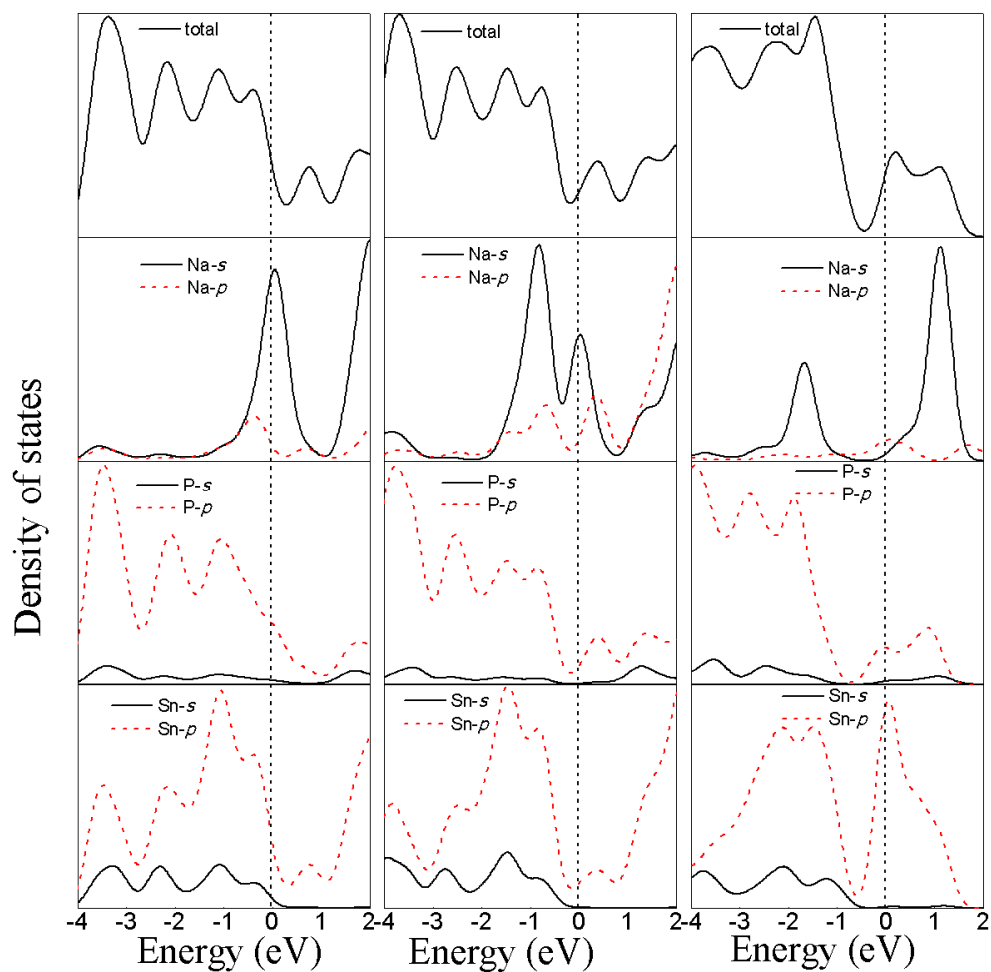 total
total
total
Na-s
Na-p
Na-s
Na-p
Na-s
Na-p
P-s
P-p
P-s
P-p
P-s
P-p
Sn-s
Sn-p
Sn-s
Sn-p
Sn-s
Sn-p
Density of states
-4 -3 -2 -1 0 1 2
-4 -3 -2 -1 0 1 2
-4 -3 -2 -1 0 1 2
Energy (eV)
Energy (eV)
Energy (eV)